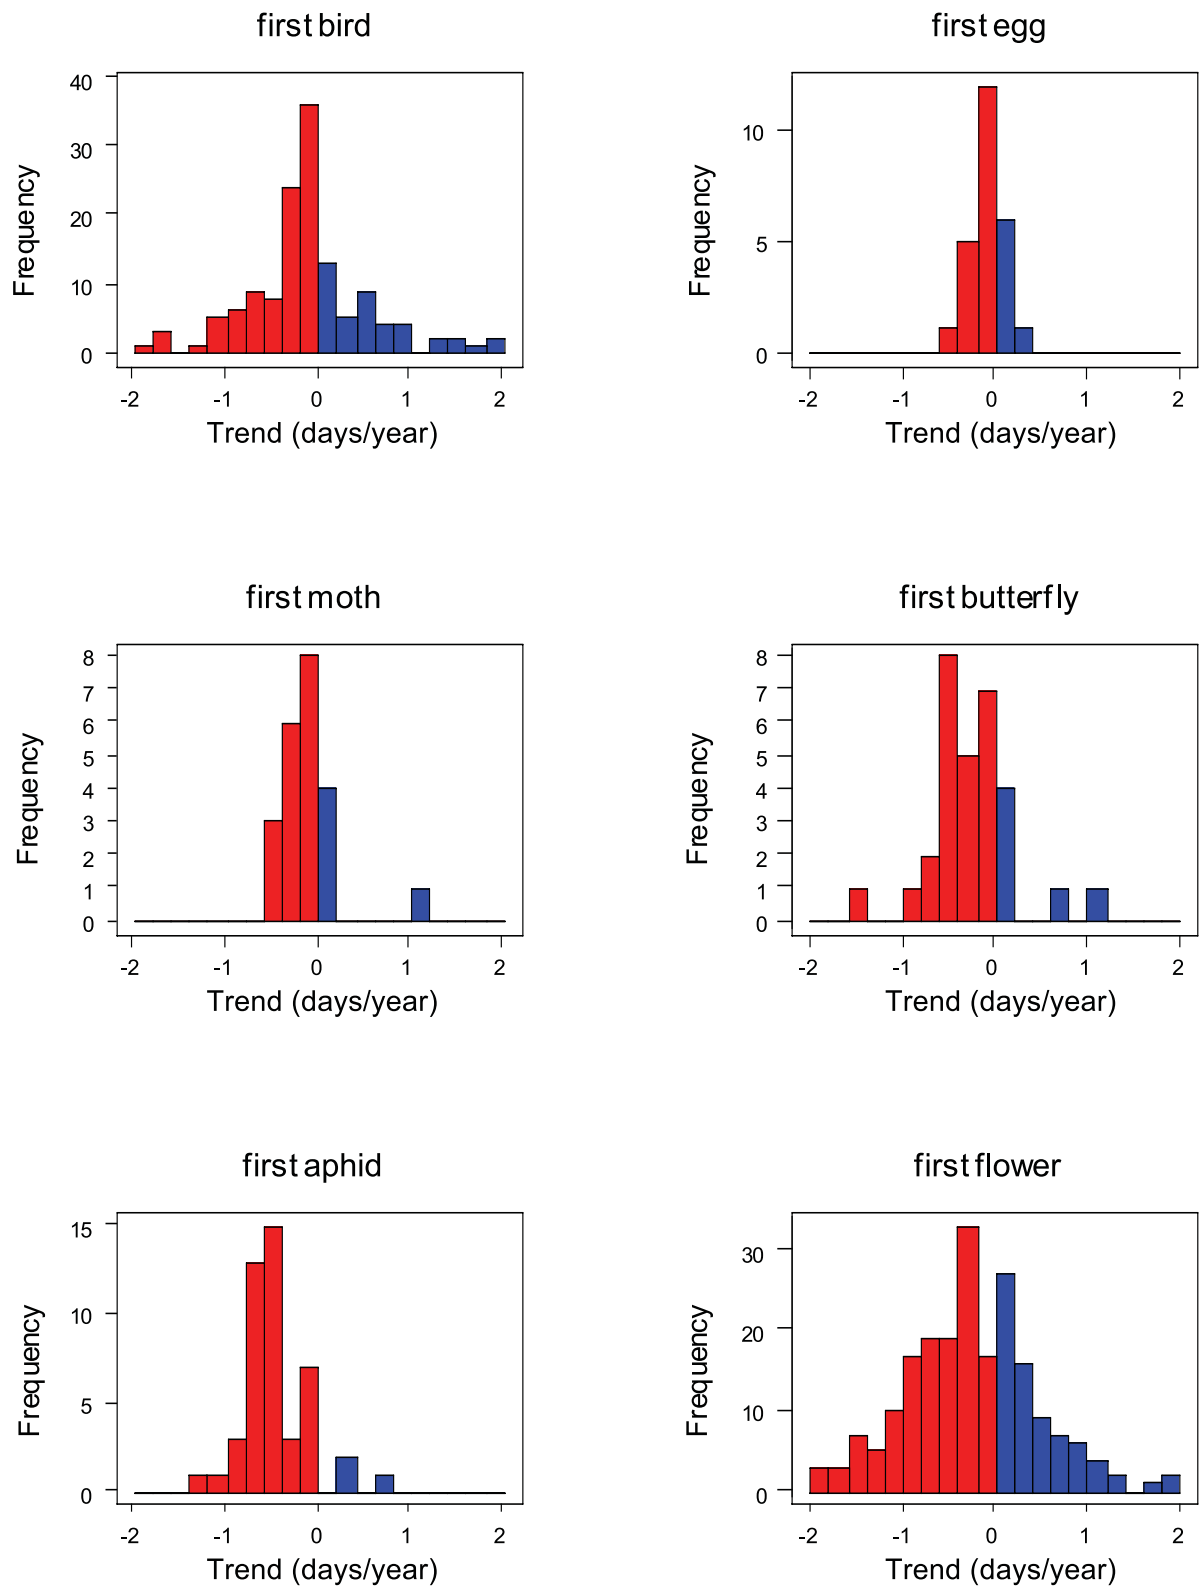 first bird
40
30
20
10
0
Frequency
-2 -1 0 1 2
Trend (days/year)
first egg
10
5
0
Frequency
-2 -1 0 1 2
Trend (days/year)
first moth
8
7
6
5
4
3
2
1
0
Frequency
-2 -1 0 1 2
Trend (days/year)
first butterfly
8
7
6
5
4
3
2
1
0
Frequency
-2 -1 0 1 2
Trend (days/year)
first aphid
15
10
5
0
Frequency
-2 -1 0 1 2
Trend (days/year)
first flower
30
20
10
0
Frequency
-2 -1 0 1 2
Trend (days/year)